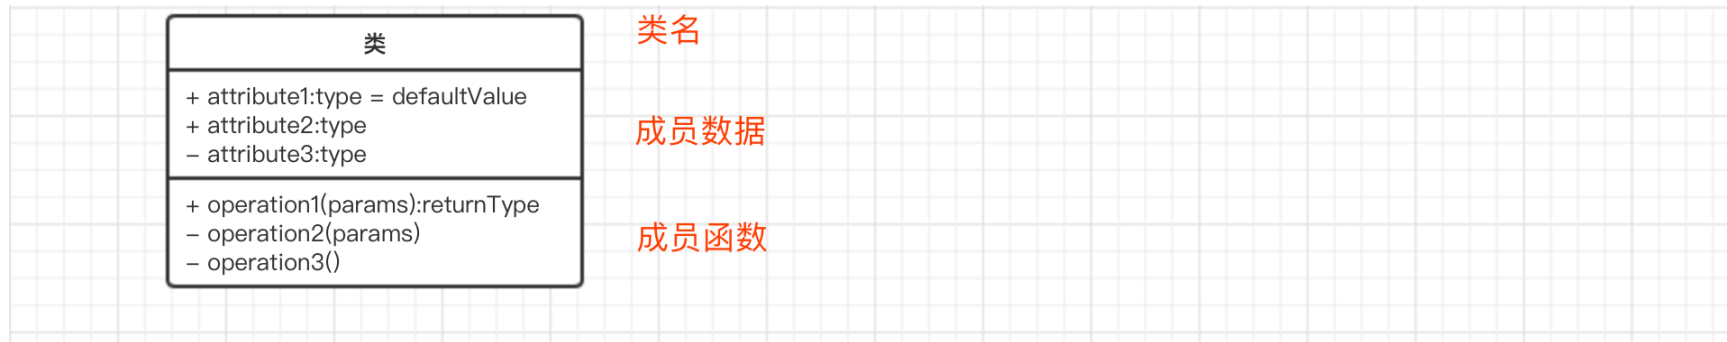 类
类名
+ attribute1:type = defaultValue
+ attribute2:type
- attribute3:type
成员数据
+ operation1(params):returnType
- operation2(params)
- operation3()
成员函数